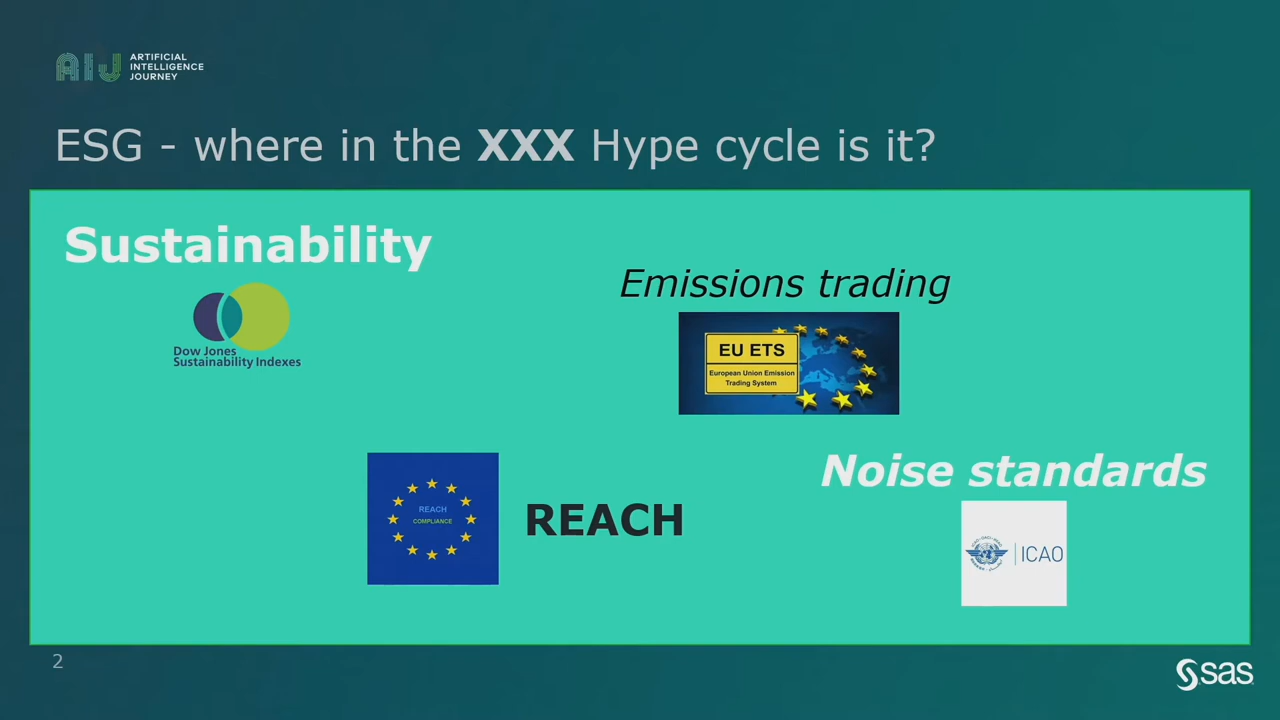 AIJ ARTIFICIAL
INTELLIGENCE
JOURNEY
ESG - where in the XXX Hype cycle is it?
Sustainability
Dow Jones
Sustainability Indexes
Emissions trading
EU ETS
European Union Emission
Trading System
REACH
COMPLIANCE
REACH
Noise standards
ICAO
2
sas